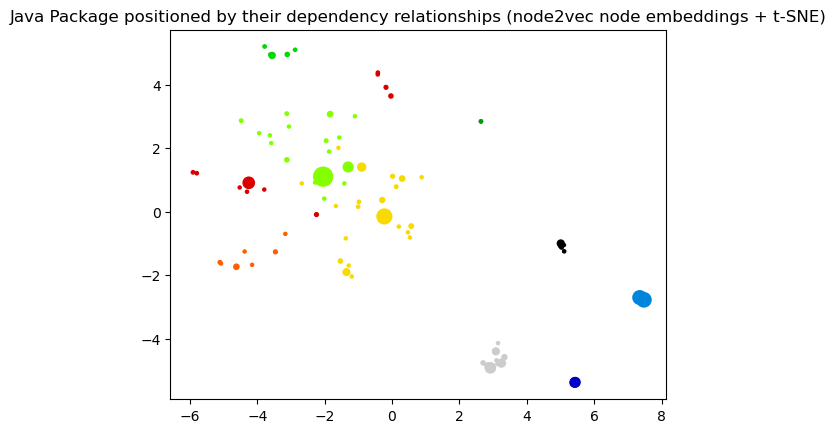 Java Package positioned by their dependency relationships (node2vec node embeddings + t-SNE)
4
2
0
−2
−4
−6 −4 −2 0 2 4 6 8